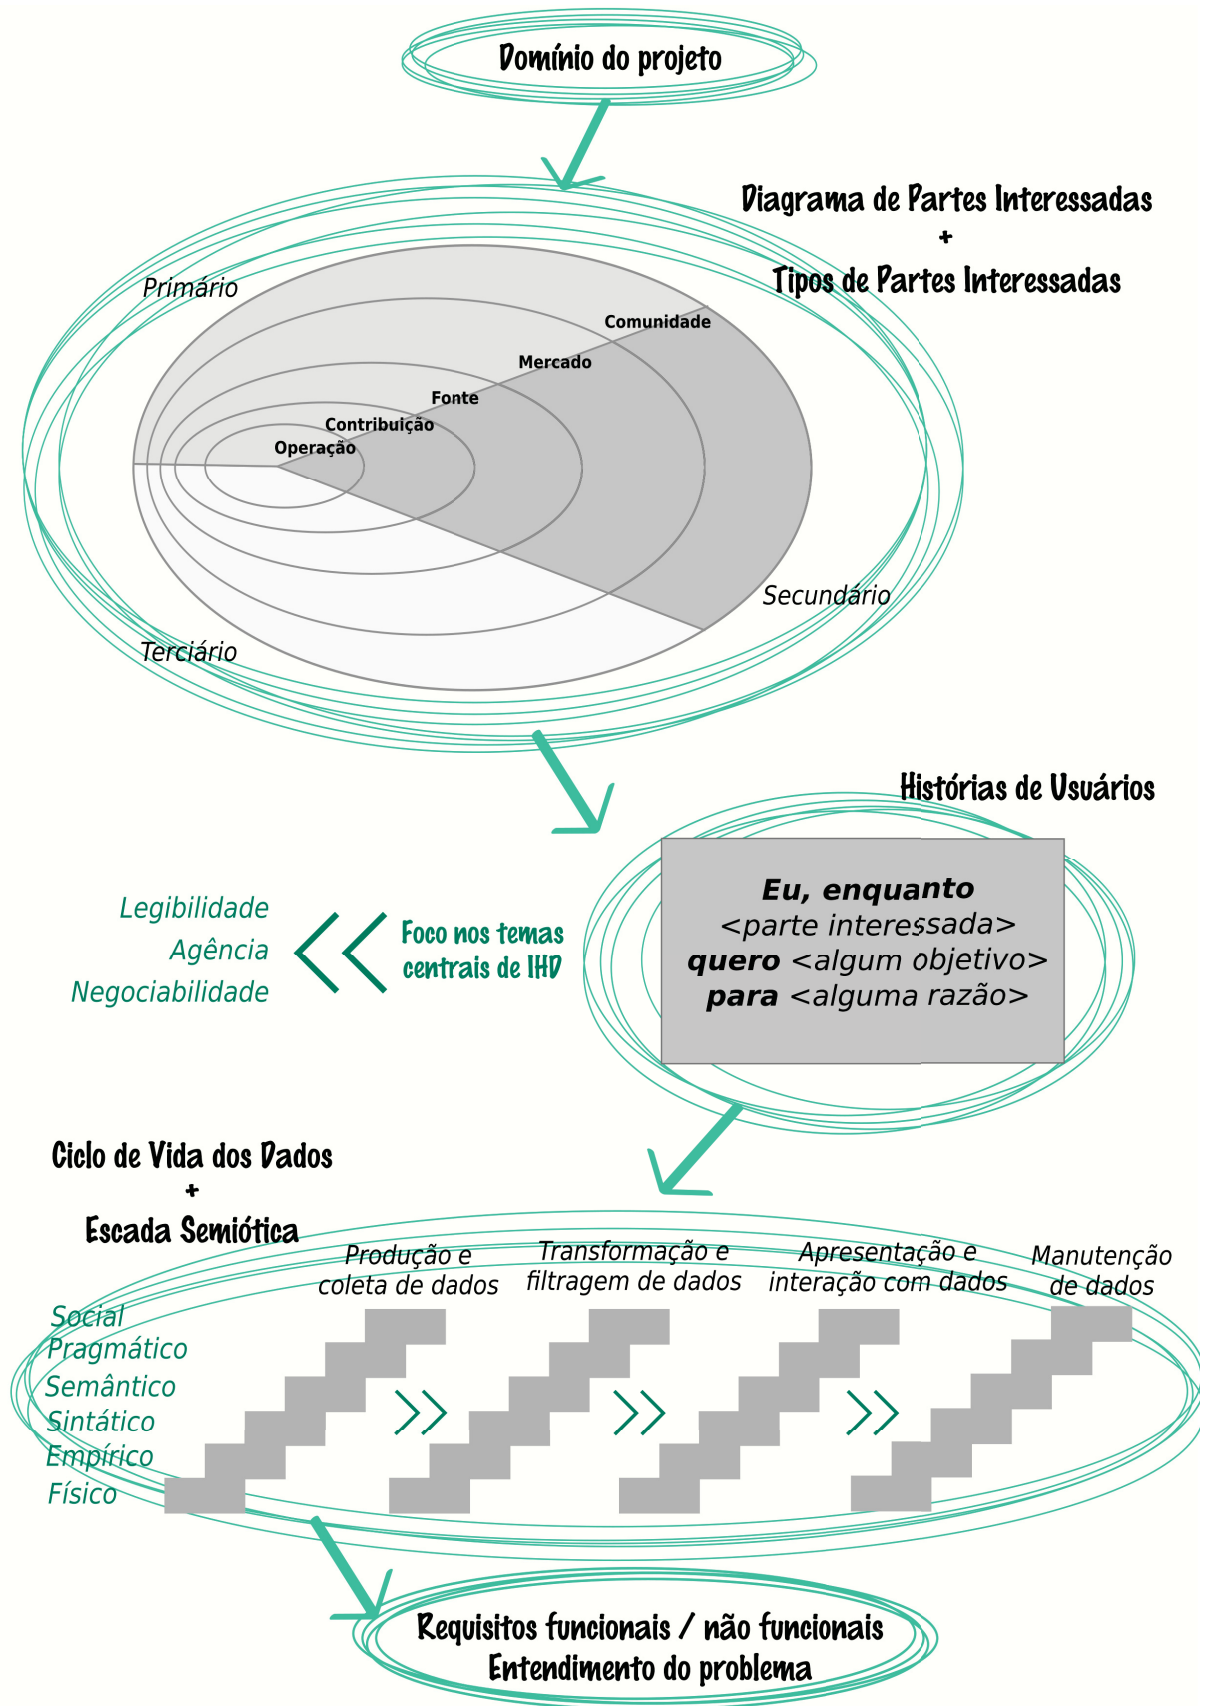 Domínio do projeto
Diagrama de Partes Interessadas
+
Tipos de Partes Interessadas
Primário
Comunidade
Mercado
Fonte
Contribuição
Operação
Secundário
Terciário
Histórias de Usuários
Eu, enquanto
<parte interessada>
quero <algum objetivo>
para <alguma razão>
Foco nos temas
centrais de IHD
Legibilidade
Agência
Negociabilidade
Ciclo de Vida dos Dados
+
Escada Semiótica
Produção e
coleta de dados
Transformação e
filtragem de dados
Apresentação e
interação com dados
Manutenção
de dados
Social
Pragmático
Semântico
Sintático
Empírico
Físico
Requisitos funcionais / não funcionais
Entendimento do problema